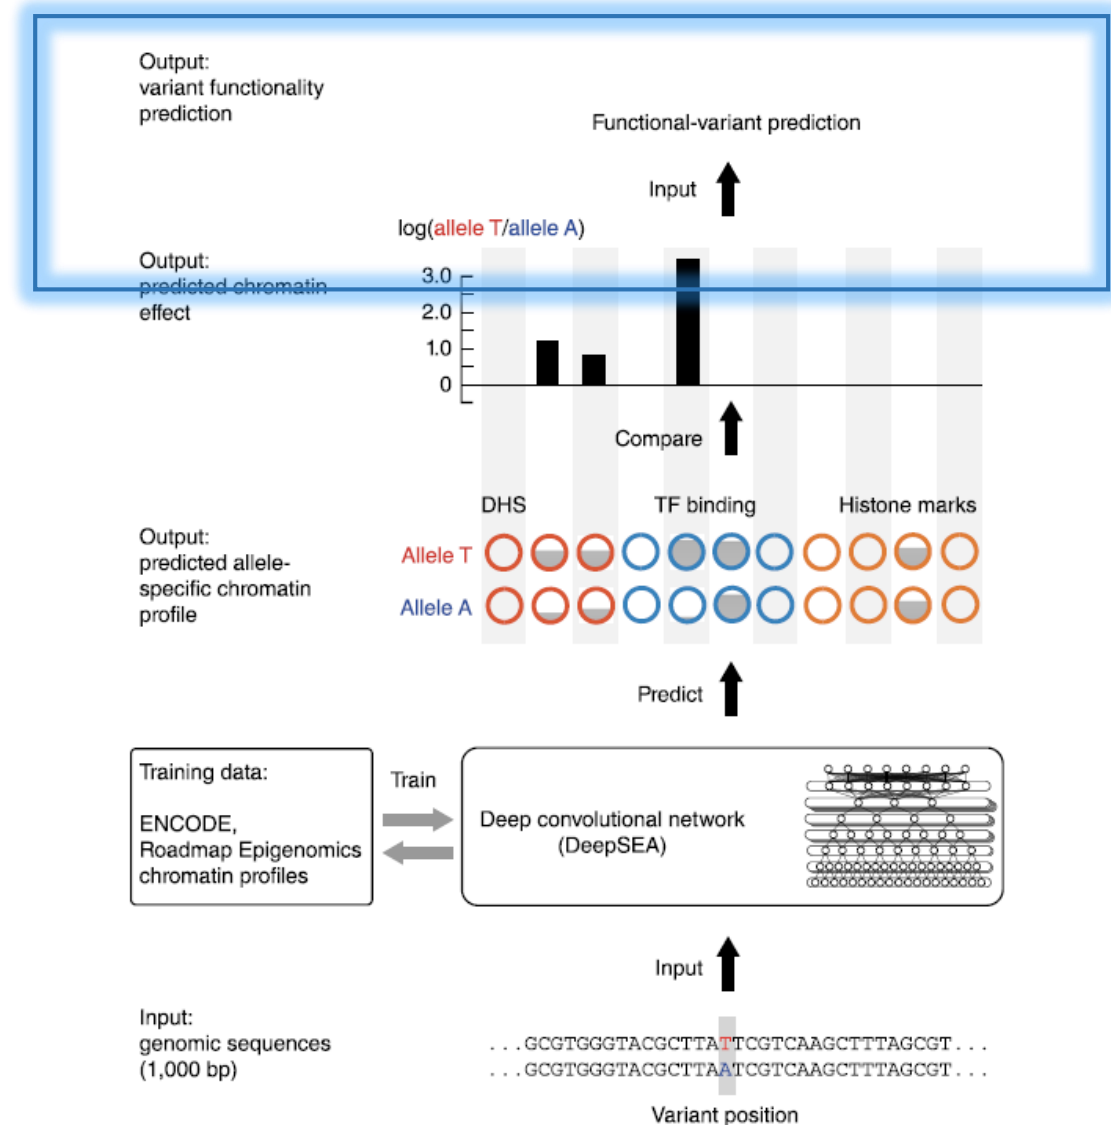 Output:
variant functionality
prediction
Functional-variant prediction
Input
log(allele T/allele A)
Output:
predicted chromatin
effect
3.0
2.0
1.0
0
Compare
DHS
TF binding
Histone marks
Output:
predicted allele-
specific chromatin
profile
Allele T
Allele A
Predict
Training data:
ENCODE,
Roadmap Epigenomics
chromatin profiles
Train
Deep convolutional network
(DeepSEA)
Input
Input:
genomic sequences
(1,000 bp)
...GCGTGGGTACGCTTATTCGTCAAGCTTTAGCGT...
...GCGTGGGTACGCTTAATCGTCAAGCTTTAGCGT...
Variant position